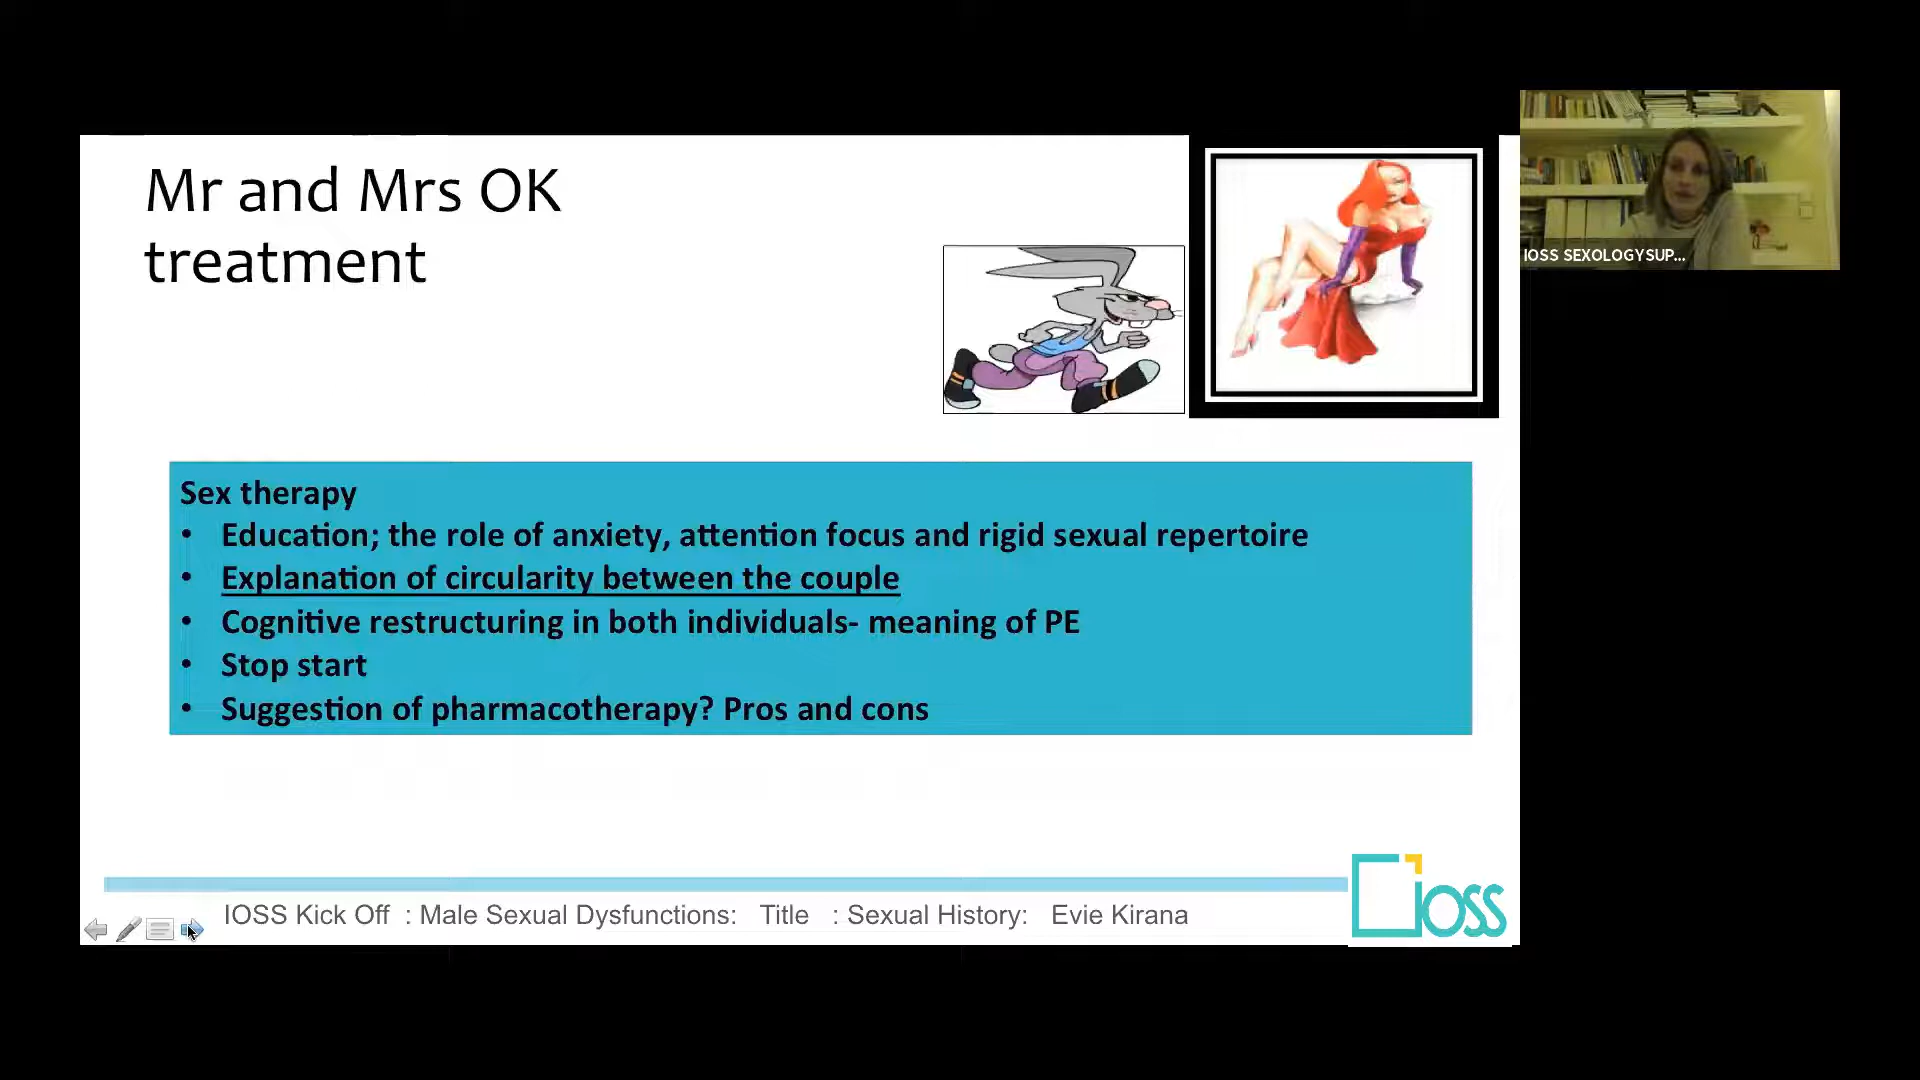 Mr and Mrs OK
treatment
IOSS SEXOLOGYSUP...
Sex therapy
• Education; the role of anxiety, attention focus and rigid sexual repertoire
• Explanation of circularity between the couple
• Cognitive restructuring in both individuals- meaning of PE
• Stop start
• Suggestion of pharmacotherapy? Pros and cons
IOSS Kick Off : Male Sexual Dysfunctions: Title : Sexual History: Evie Kirana
ioss